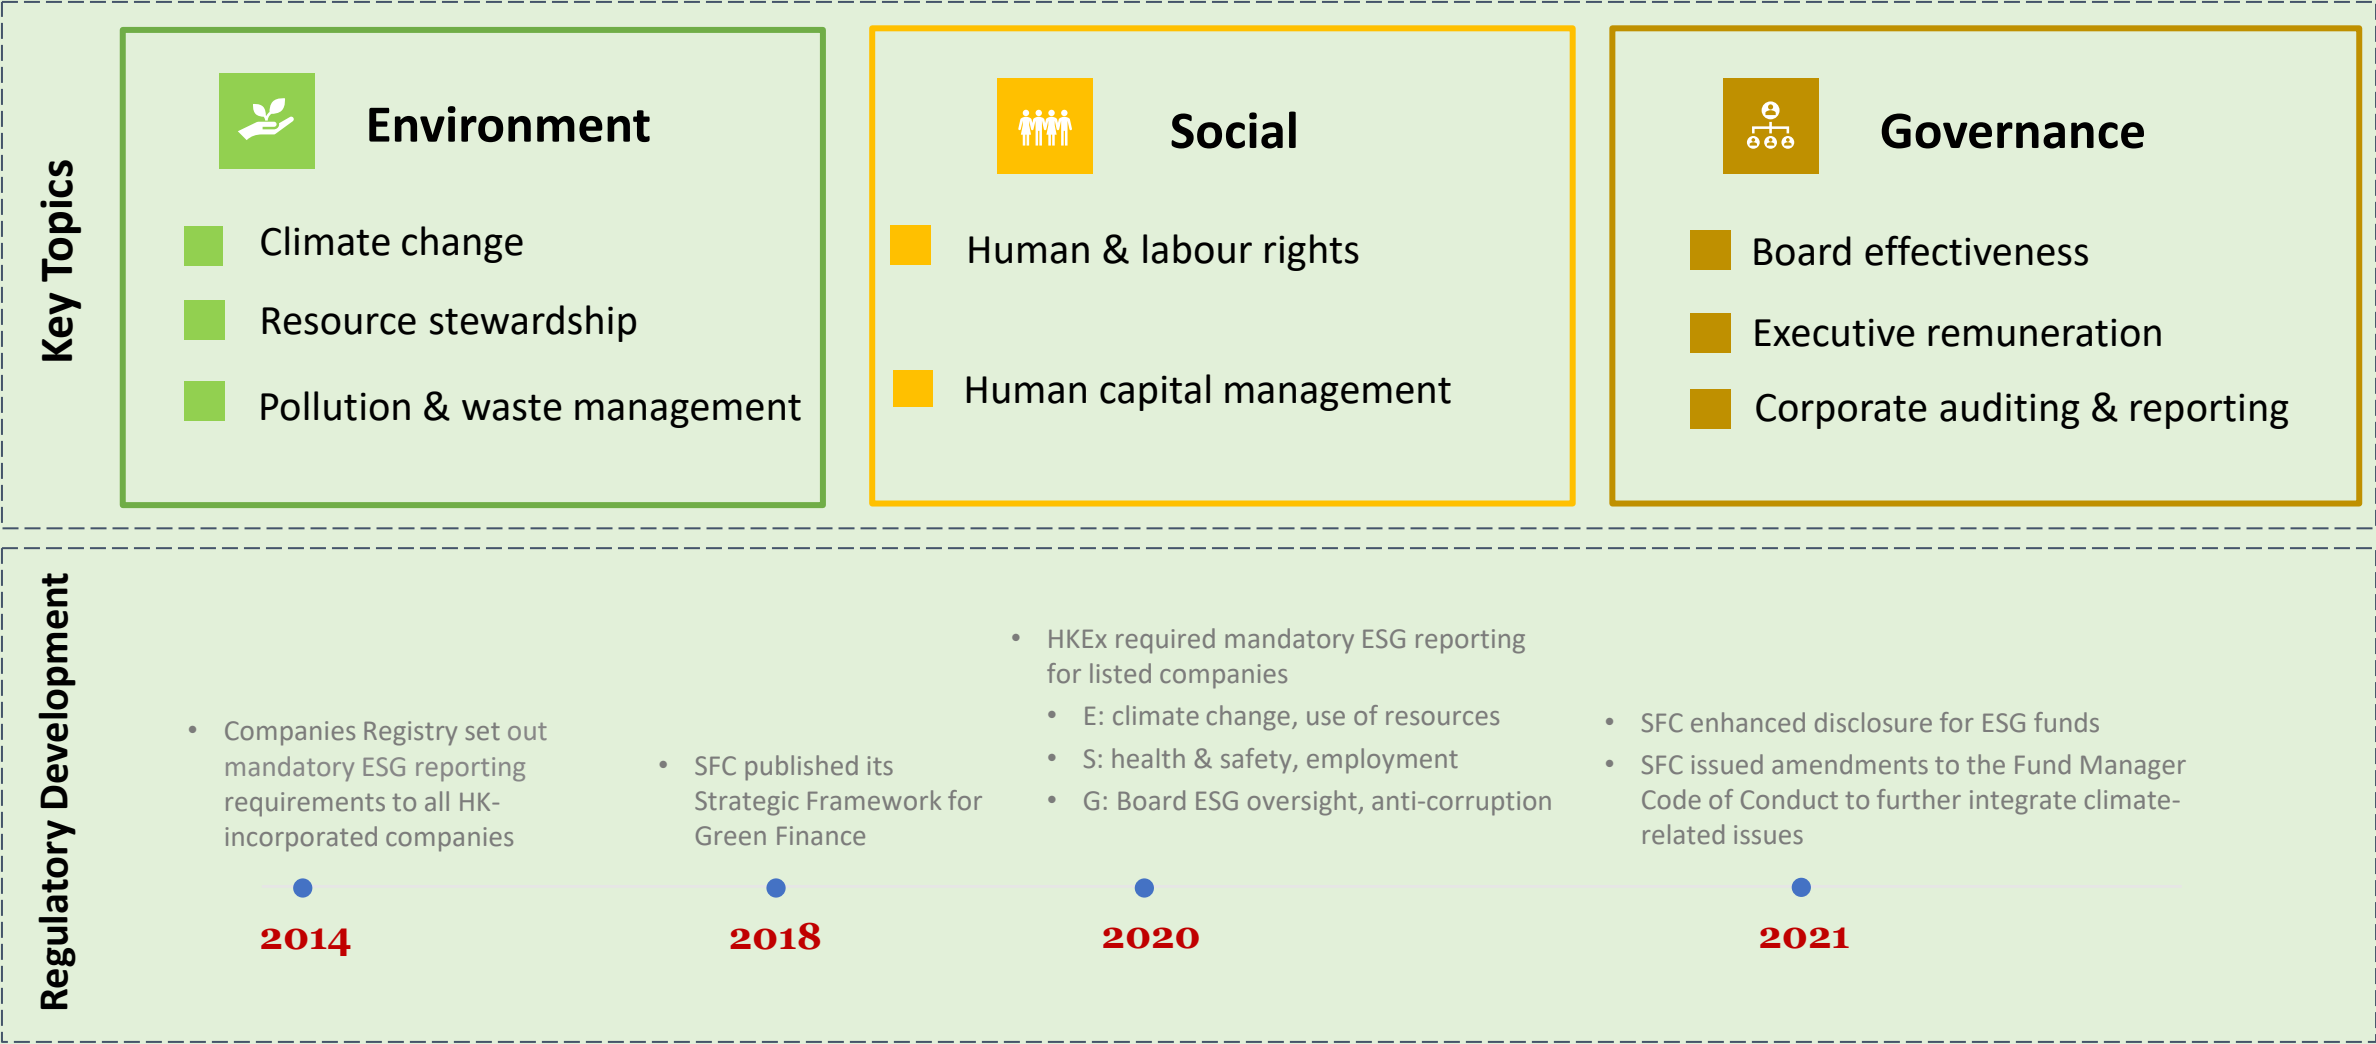 Key Topics
Environment
Climate change
Resource stewardship
Pollution & waste management
Social
Human & labour rights
Human capital management
Governance
Board effectiveness
Executive remuneration
Corporate auditing & reporting
Regulatory Development
• Companies Registry set out
mandatory ESG reporting
requirements to all HK-
incorporated companies
2014
• SFC published its
Strategic Framework for
Green Finance
2018
• HKEx required mandatory ESG reporting
for listed companies
• E: climate change, use of resources
• S: health & safety, employment
• G: Board ESG oversight, anti-corruption
2020
• SFC enhanced disclosure for ESG funds
• SFC issued amendments to the Fund Manager
Code of Conduct to further integrate climate-
related issues
2021